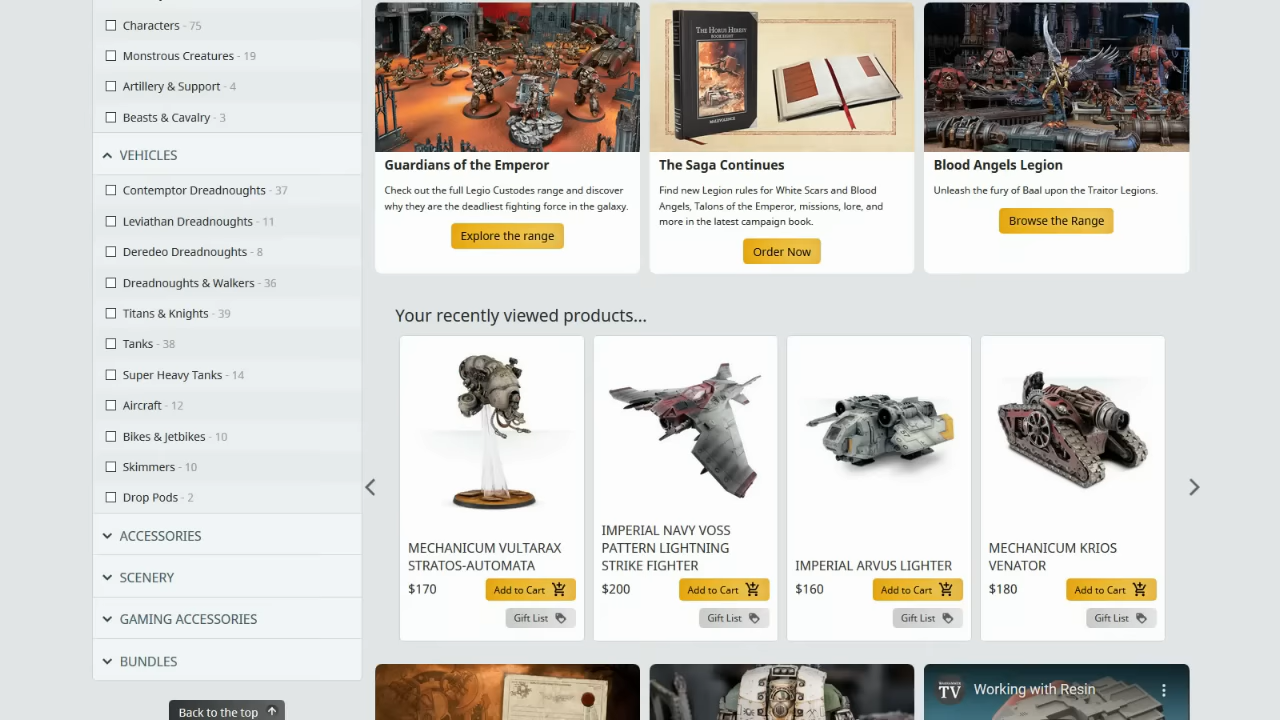 Characters - 75
Monstrous Creatures - 19
Artillery & Support - 4
Beasts & Cavalry - 3
VEHICLES
Contemptor Dreadnoughts - 37
Leviathan Dreadnoughts - 11
Deredeo Dreadnoughts - 8
Dreadnoughts & Walkers - 36
Titans & Knights - 39
Tanks - 38
Super Heavy Tanks - 14
Aircraft - 12
Bikes & Jetbikes - 10
Skimmers - 10
Drop Pods - 2
ACCESSORIES
SCENERY
GAMING ACCESSORIES
BUNDLES
Back to the top
Guardians of the Emperor
Check out the full Legio Custodes range and discover
why they are the deadliest fighting force in the galaxy.
Explore the range
THE HORUS HERESY
MALEVOLENCE
The Saga Continues
Find new Legion rules for White Scars and Blood
Angels, Talons of the Emperor, missions, lore, and
more in the latest campaign book.
Order Now
Blood Angels Legion
Unleash the fury of Baal upon the Traitor Legions.
Browse the Range
Your recently viewed products...
MECHANICUM VULTARAX
STRATOS-AUTOMATA
$170
Add to Cart
Gift List
IMPERIAL NAVY VOSS
PATTERN LIGHTNING
STRIKE FIGHTER
$200
Add to Cart
Gift List
IMPERIAL ARVUS LIGHTER
$160
Add to Cart
Gift List
MECHANICUM KRIOS
VENATOR
$180
Add to Cart
Gift List
TV
Working with Resin